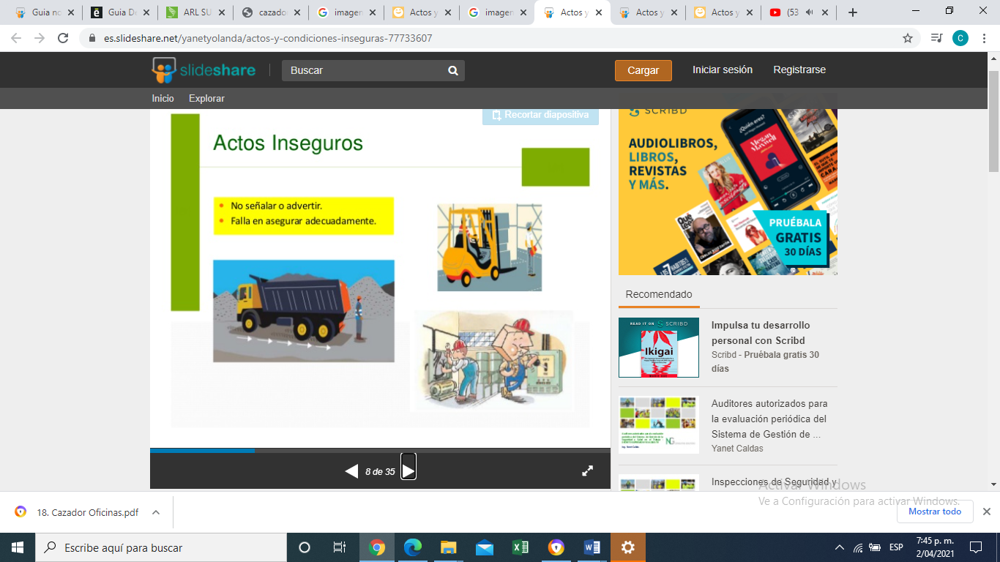 Guia no
Guia De
ARL SU
cazado
imagen
Actos y
imagen
Actos y
Actos y
Actos y
(53
es.slideshare.net/yanetyolanda/actos-y-condiciones-inseguras-77733607
C
slideshare
Buscar
Cargar
Iniciar sesión
Registrarse
Inicio
Explorar
Recortar diapositiva
Actos Inseguros
• No señalar o advertir.
• Falla en asegurar adecuadamente.
8 de 35
SCRIBD
AUDIOLIBROS,
LIBROS,
REVISTAS
Y MÁS.
¿Quién eres?
Megan Maxwell
PRUÉBALA
GRATIS
30 DÍAS
Recomendado
READ IT ON SCRIBD
Ikigai
Impulsa tu desarrollo
personal con Scribd
Scribd - Pruébala gratis 30
días
Auditores autorizados para
la evaluación periódica del
Sistema de Gestión de ...
Yanet Caldas
Inspecciones de Seguridad y
Activar Windows
Ve a Configuración para activar Windows.
18. Cazador Oficinas.pdf
Mostrar todo
Escribe aquí para buscar
ESP
7:45 p. m.
2/04/2021